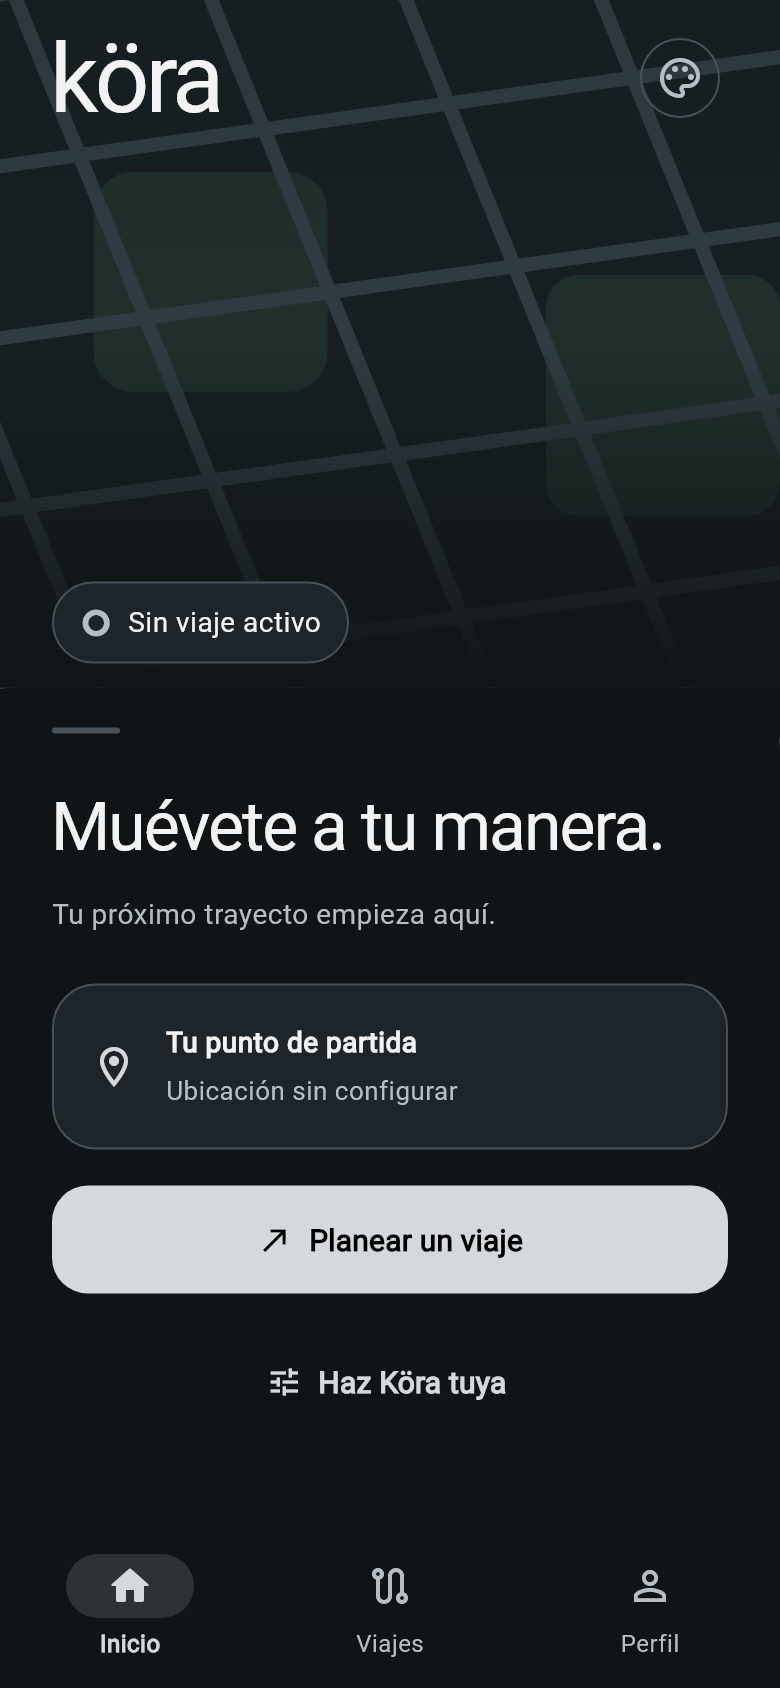 köra
Sin viaje activo
Muévete a tu manera.
Tu próximo trayecto empieza aquí.
Tu punto de partida
Ubicación sin configurar
Planear un viaje
Haz Köra tuya
Inicio
Viajes
Perfil